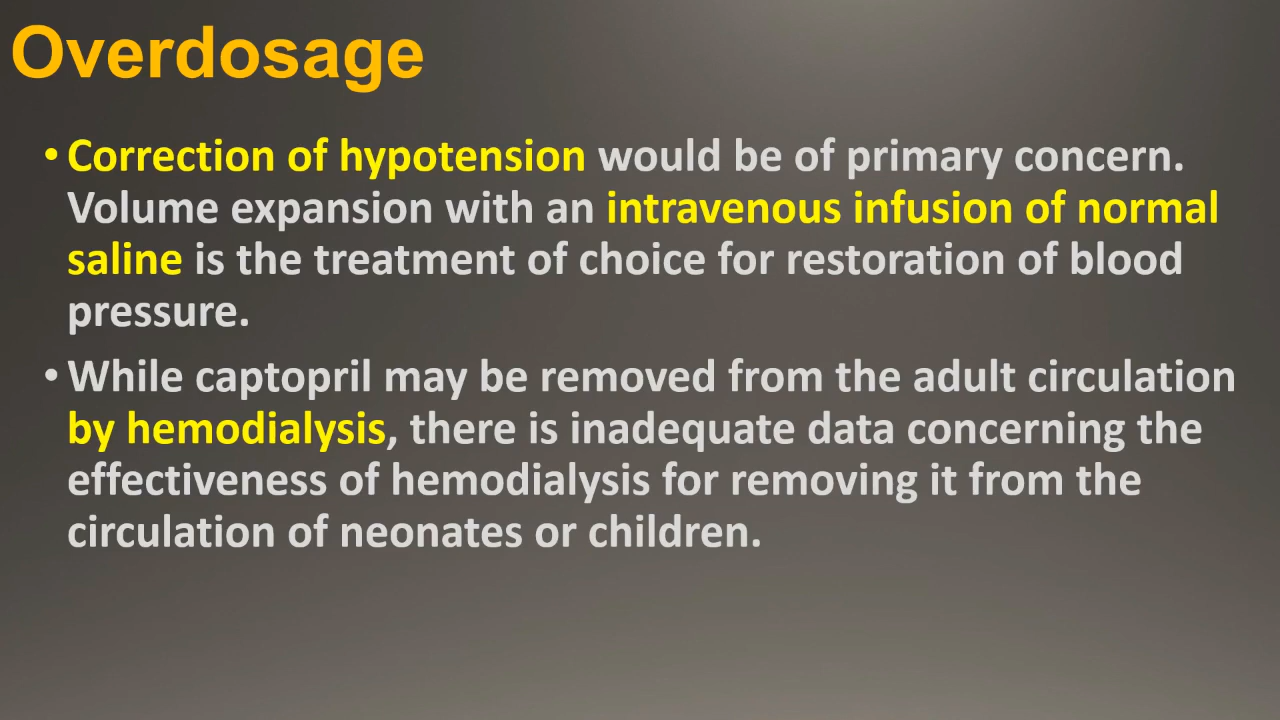 Overdosage
• Correction of hypotension would be of primary concern.
Volume expansion with an intravenous infusion of normal
saline is the treatment of choice for restoration of blood
pressure.
• While captopril may be removed from the adult circulation
by hemodialysis, there is inadequate data concerning the
effectiveness of hemodialysis for removing it from the
circulation of neonates or children.